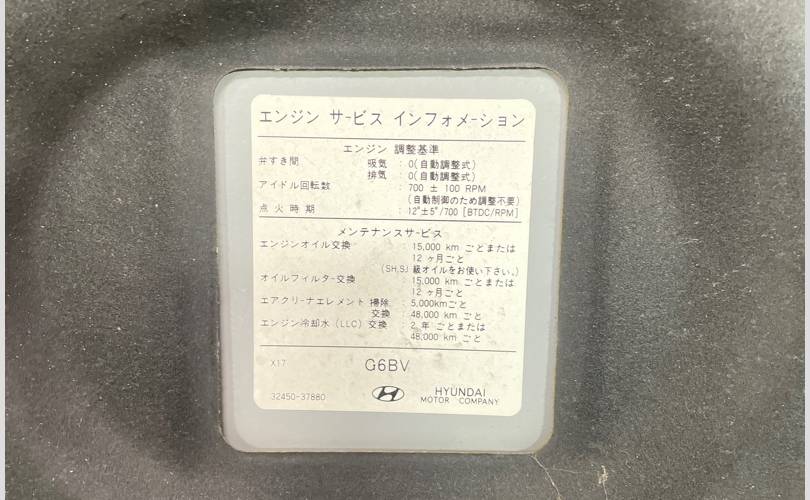 エンジン サービス インフォメーション
エンジン 調整基準
弁すき間 吸気 : 0(自動調整式)
排気 : 0(自動調整式)
アイドル回転数 : 700 ± 100 RPM
(自動制御のため調整不要)
点火時期 : 12°±5°/700 [BTDC/RPM]
メンテナンスサービス
エンジンオイル交換 : 15,000 km ごとまたは
12 ヶ月ごと
(SH,SJ 級オイルをお使い下さい。)
オイルフィルター交換 : 15,000 km ごとまたは
12 ヶ月ごと
エアクリーナエレメント 掃除 : 5,000kmごと
交換 : 48,000 km ごと
エンジン冷却水 (LLC) 交換 : 2 年 ごとまたは
48,000 km ごと
X17 G6BV
32450-37880 HYUNDAI
MOTOR COMPANY